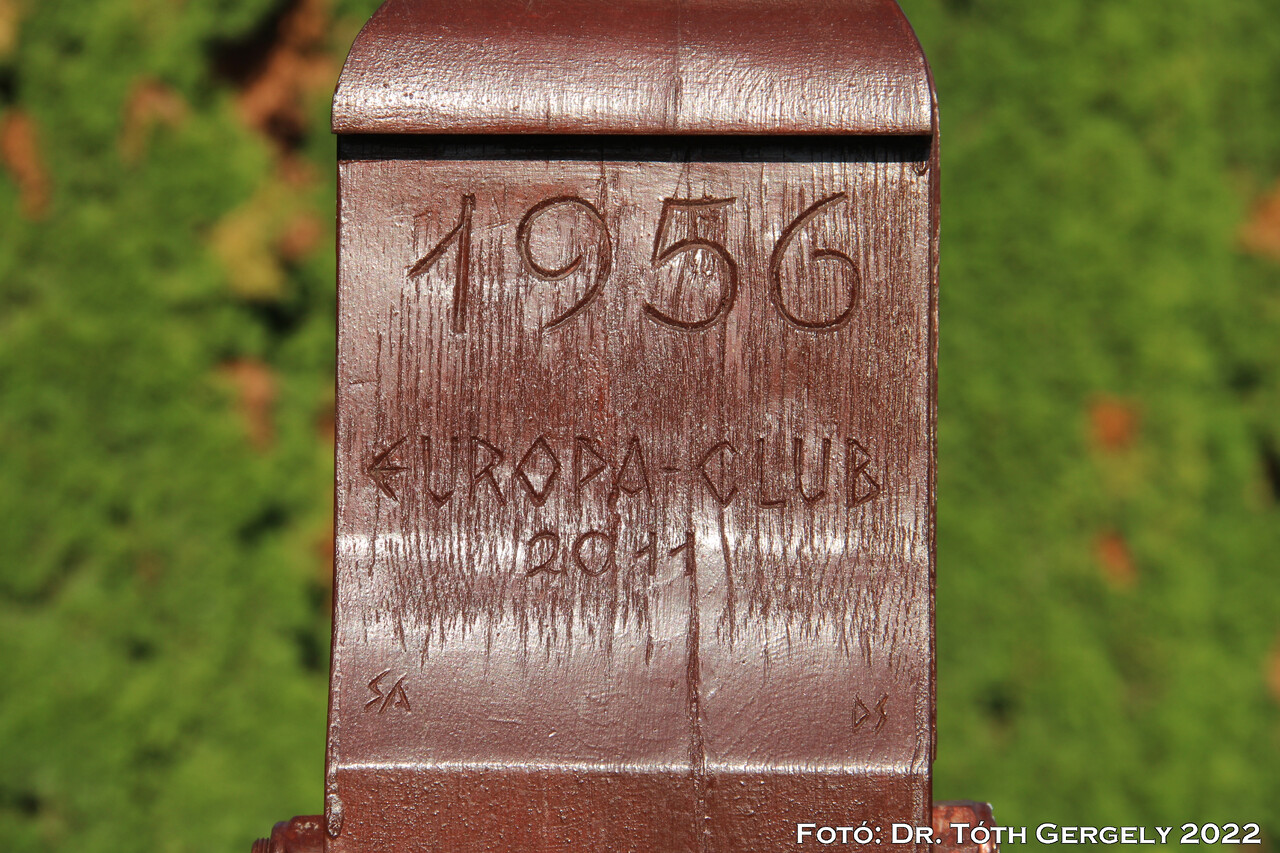 1956
EUROPA-CLUB
2011
SA DS
FOTÓ: DR. TÓTH GERGELY 2022